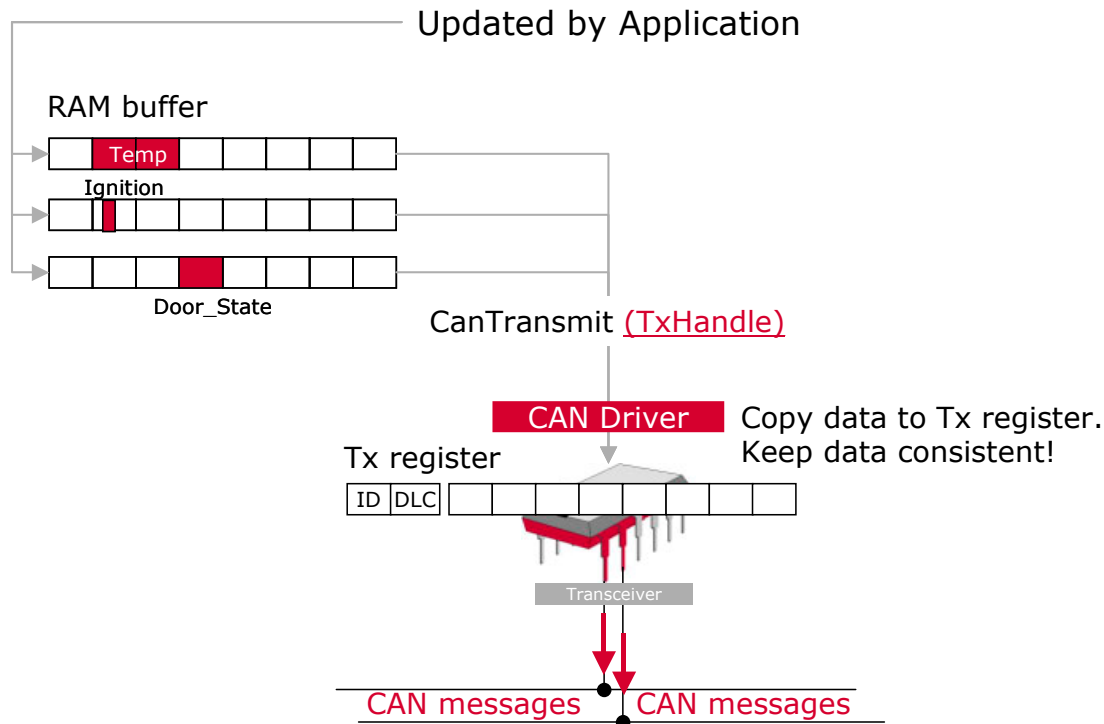 Updated by Application
RAM buffer
Temp
Ignition
Door_State
CanTransmit (TxHandle)
CAN Driver
Copy data to Tx register.
Keep data consistent!
Tx register
ID DLC
Transceiver
CAN messages CAN messages